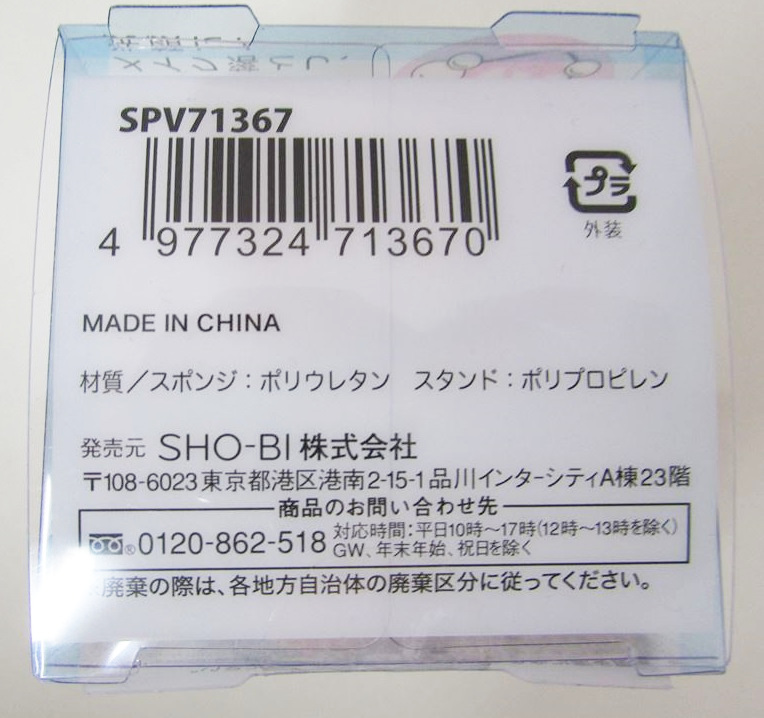 SPV71367
4 977324 713670
プラ
外装
MADE IN CHINA
材質／スポンジ：ポリウレタン　スタンド：ポリプロピレン
発売元 SHO-BI株式会社
〒108-6023東京都港区港南2-15-1品川インターシティA棟23階
商品のお問い合わせ先
0120-862-518 対応時間：平日10時～17時(12時～13時を除く)
GW、年末年始、祝日を除く
※廃棄の際は、各地方自治体の廃棄区分に従ってください。